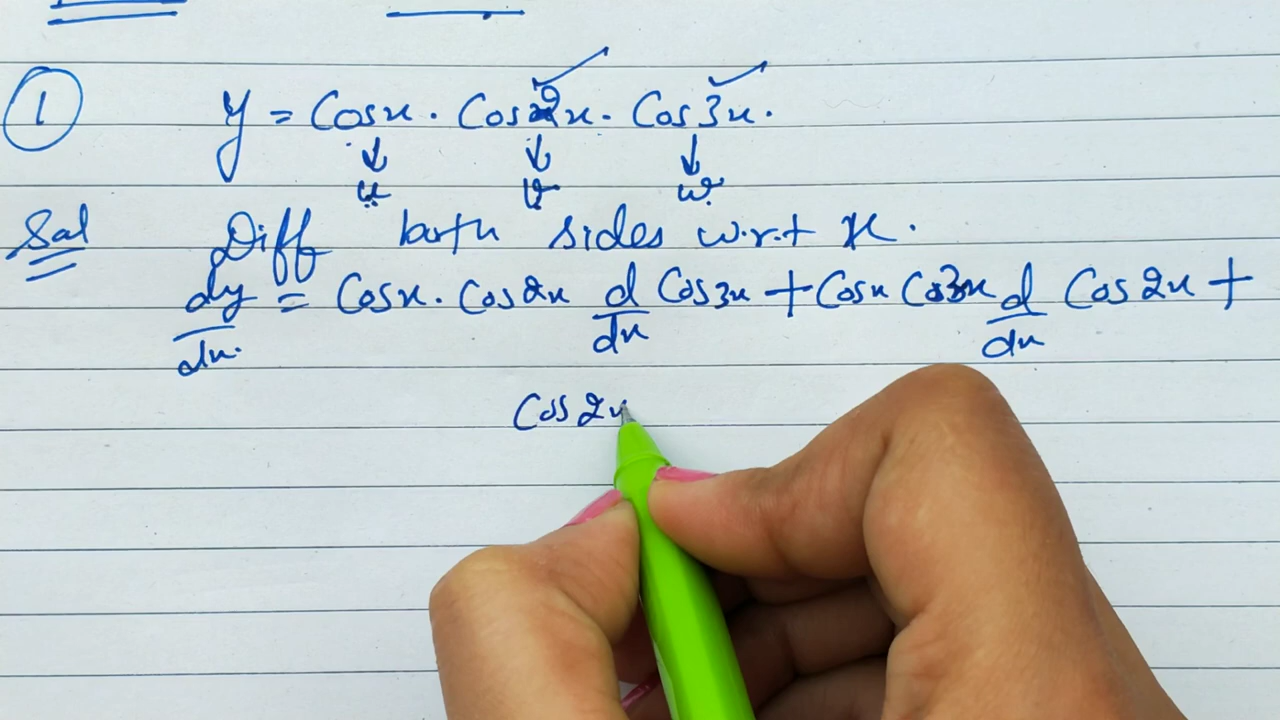 1 y = Cosx . Cos2x . Cos3x .
↓ ↓ ↓
u v w
Sol Diff both sides w.r.t x .
dy/dx = Cosx . Cos2x d/dx Cos3x + Cosx Cos3x d/dx Cos2x +
Cos2x